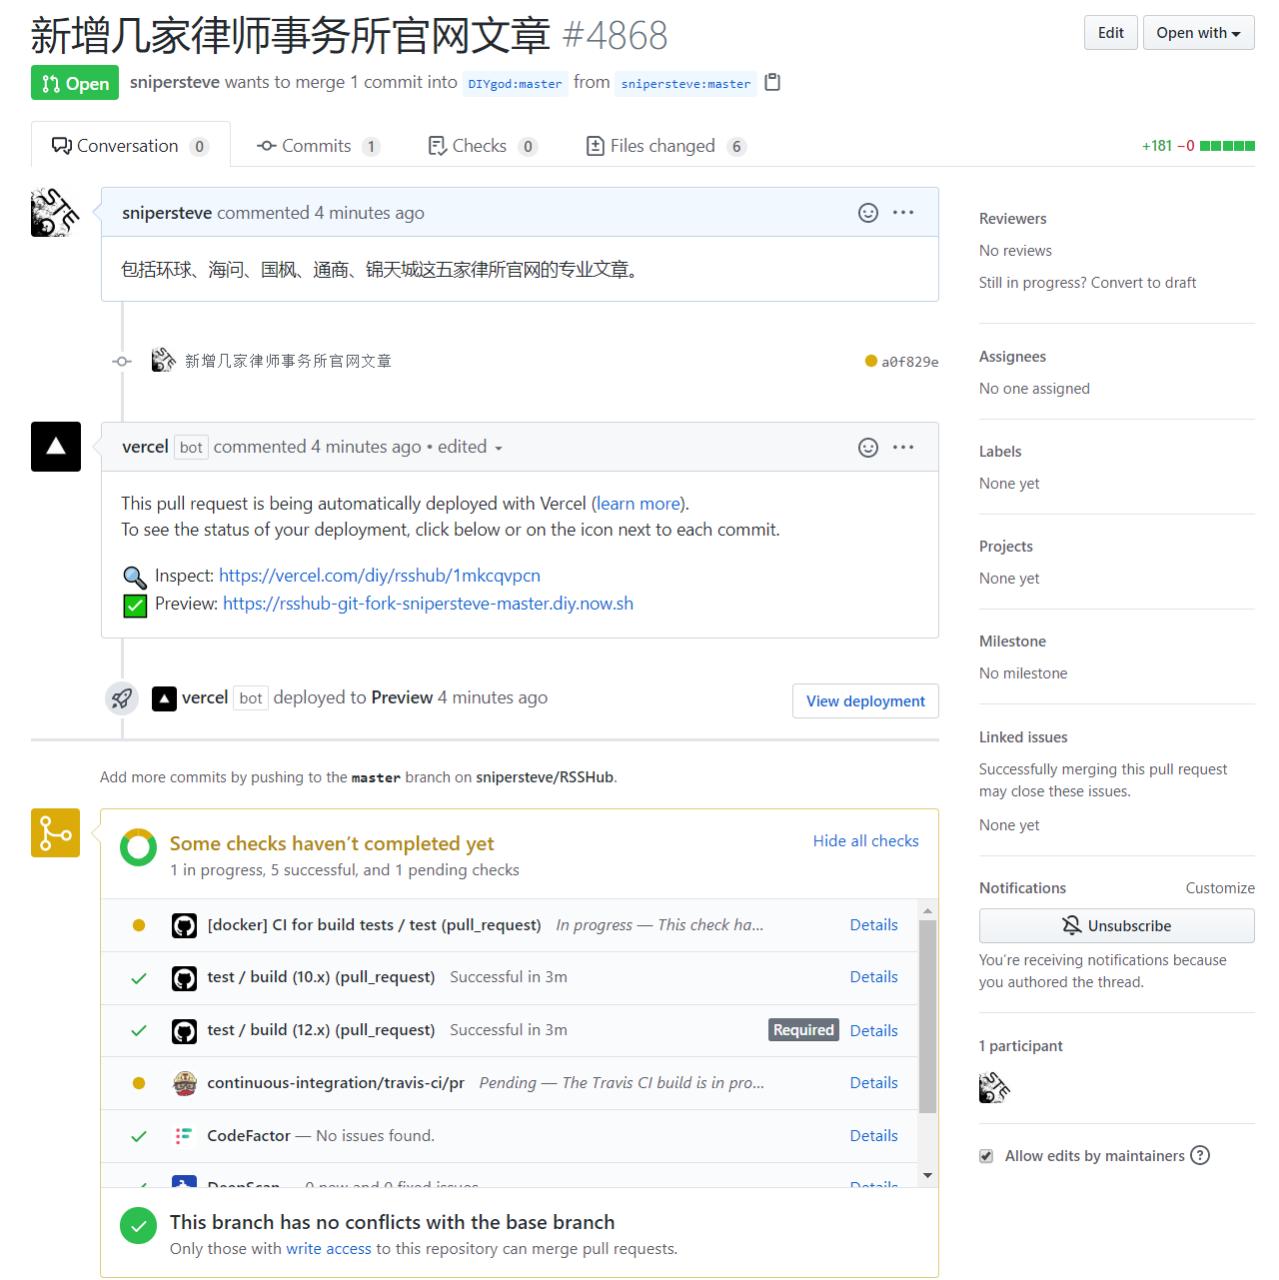 新增几家律师事务所官网文章 #4868
Edit
Open with
Open
snipersteve wants to merge 1 commit into DIYgod:master from snipersteve:master
Conversation 0
Commits 1
Checks 0
Files changed 6
+181 −0
snipersteve commented 4 minutes ago
包括环球、海问、国枫、通商、锦天城这五家律所官网的专业文章。
新增几家律师事务所官网文章
a0f829e
vercel bot commented 4 minutes ago • edited
This pull request is being automatically deployed with Vercel (learn more).
To see the status of your deployment, click below or on the icon next to each commit.
Inspect: https://vercel.com/diy/rsshub/1mkcqvpcn
Preview: https://rsshub-git-fork-snipersteve-master.diy.now.sh
vercel bot deployed to Preview 4 minutes ago
View deployment
Add more commits by pushing to the master branch on snipersteve/RSSHub.
Some checks haven’t completed yet
Hide all checks
1 in progress, 5 successful, and 1 pending checks
[docker] CI for build tests / test (pull_request) In progress — This check ha...
Details
test / build (10.x) (pull_request) Successful in 3m
Details
test / build (12.x) (pull_request) Successful in 3m
Required
Details
continuous-integration/travis-ci/pr Pending — The Travis CI build is in pro...
Details
CodeFactor — No issues found.
Details
DeepScan — 0 new and 0 fixed issues
Details
This branch has no conflicts with the base branch
Only those with write access to this repository can merge pull requests.
Reviewers
No reviews
Still in progress? Convert to draft
Assignees
No one assigned
Labels
None yet
Projects
None yet
Milestone
No milestone
Linked issues
Successfully merging this pull request
may close these issues.
None yet
Notifications
Customize
Unsubscribe
You’re receiving notifications because
you authored the thread.
1 participant
Allow edits by maintainers